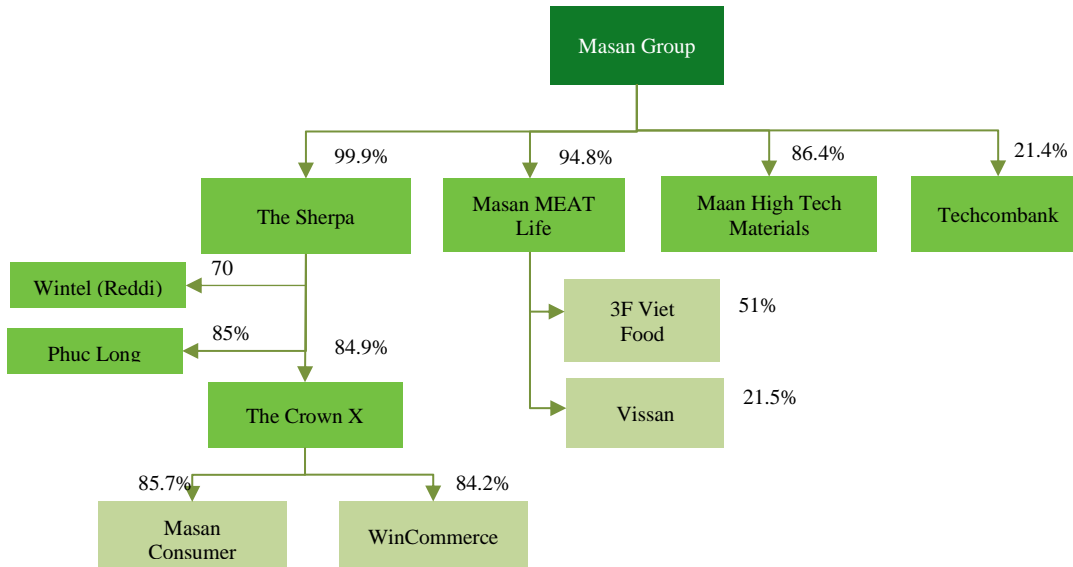 Masan Group
99.9%
94.8%
86.4%
21.4%
The Sherpa
Masan MEAT
Life
Maan High Tech
Materials
Techcombank
Wintel (Reddi)
70
3F Viet
Food
51%
Phuc Long
85%
84.9%
The Crown X
Vissan
21.5%
85.7%
84.2%
Masan
Consumer
WinCommerce